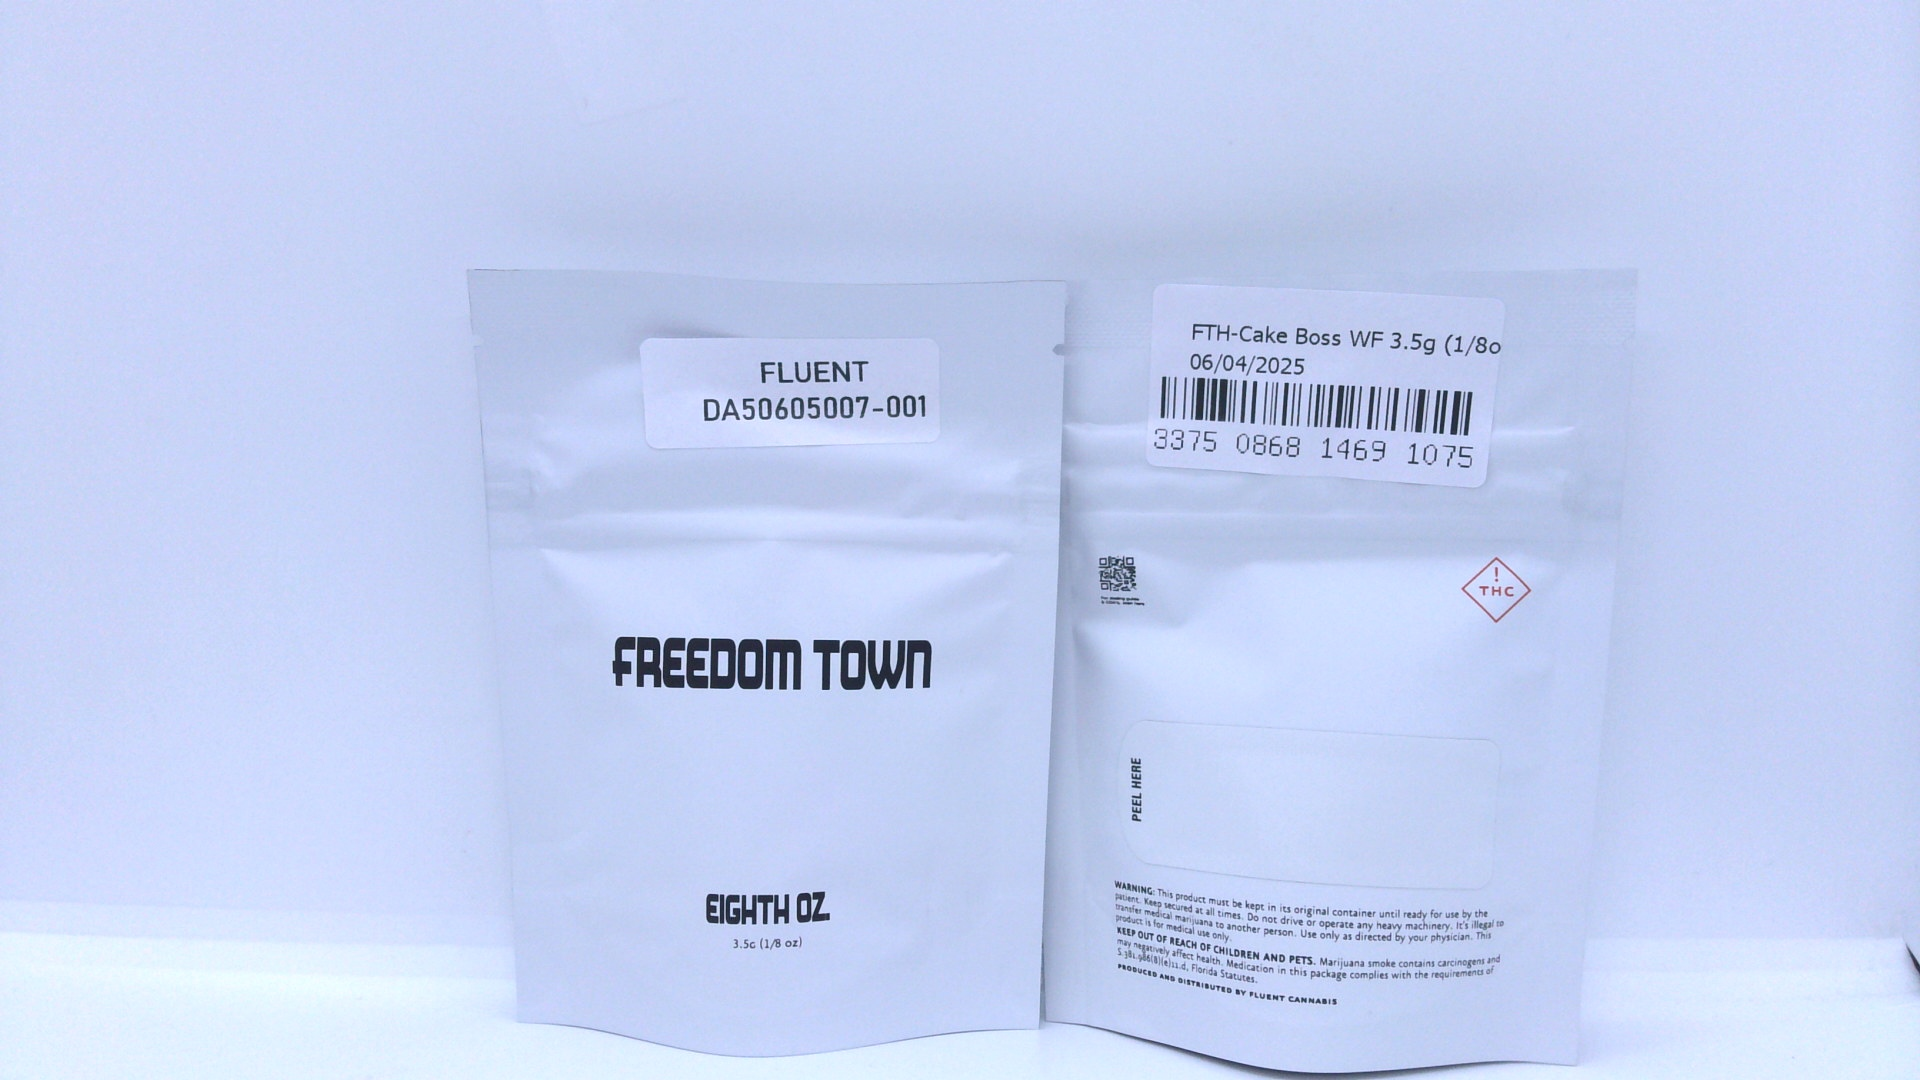 FLUENT
DA50605007-001
FREEDOM TOWN
EIGHTH OZ.
3.5G (1/8 oz)
FTH-Cake Boss WF 3.5g (1/8o
06/04/2025
3375 0868 1469 1075
!
THC
PEEL HERE
WARNING: This product must be kept in its original container until ready for use by the
patient. Keep secured at all times. Do not drive or operate any heavy machinery. It's illegal to
transfer medical marijuana to another person. Use only as directed by your physician. This
product is for medical use only.
KEEP OUT OF REACH OF CHILDREN AND PETS. Marijuana smoke contains carcinogens and
may negatively affect health. Medication in this package complies with the requirements of
S.381.986(8)(e)11.d, Florida Statutes.
PRODUCED AND DISTRIBUTED BY FLUENT CANNABIS